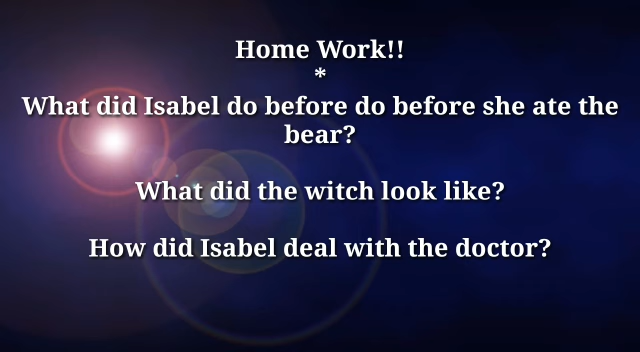 Home Work!!
*
What did Isabel do before do before she ate the
bear?
What did the witch look like?
How did Isabel deal with the doctor?